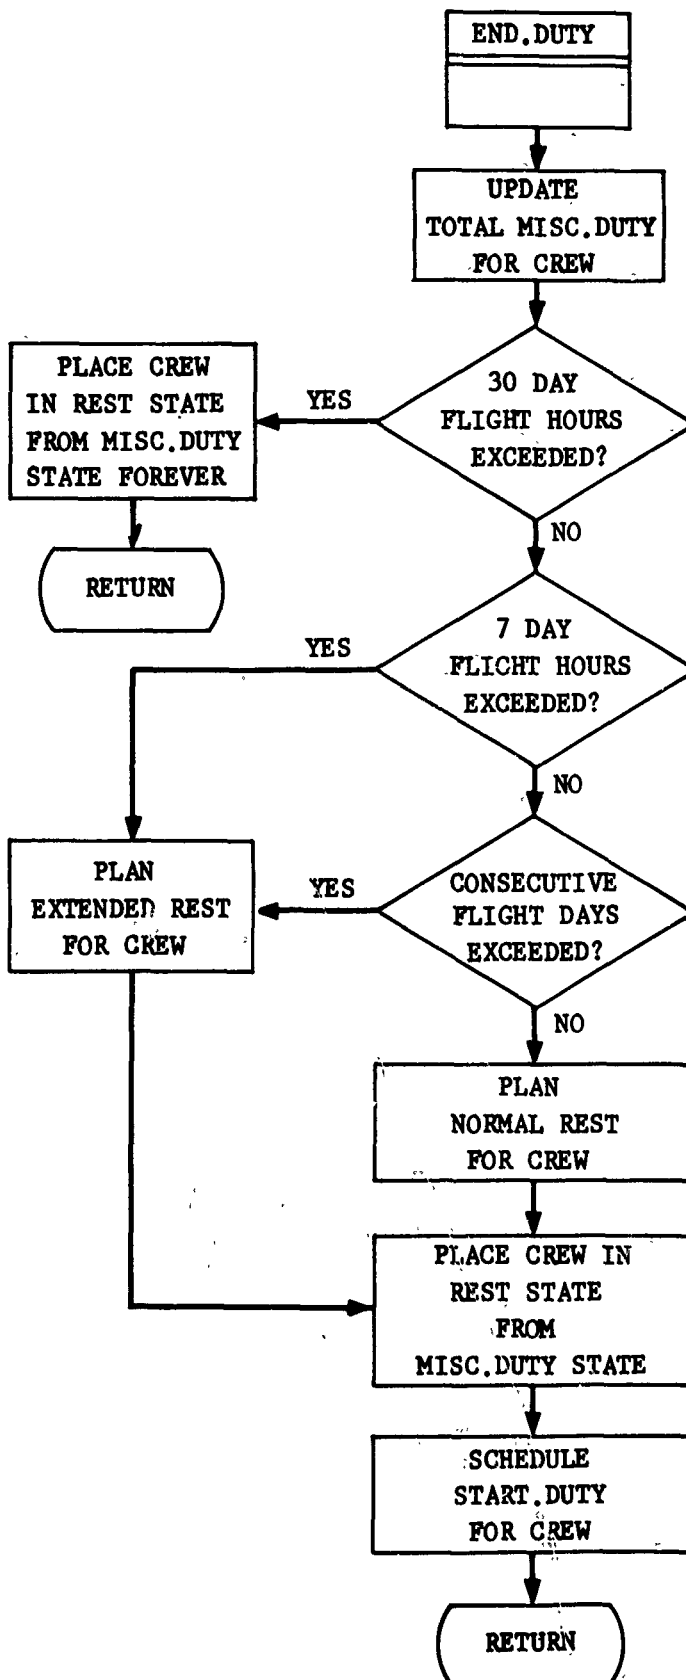 END.DUTY
UPDATE
TOTAL MISC.DUTY
FOR CREW
30 DAY
FLIGHT HOURS
EXCEEDED?
YES
PLACE CREW
IN REST STATE
FROM MISC.DUTY
STATE FOREVER
RETURN
NO
7 DAY
FLIGHT HOURS
EXCEEDED?
YES
NO
CONSECUTIVE
FLIGHT DAYS
EXCEEDED?
YES
PLAN
EXTENDED REST
FOR CREW
NO
PLAN
NORMAL REST
FOR CREW
PLACE CREW IN
REST STATE
FROM
MISC.DUTY STATE
SCHEDULE
START.DUTY
FOR CREW
RETURN